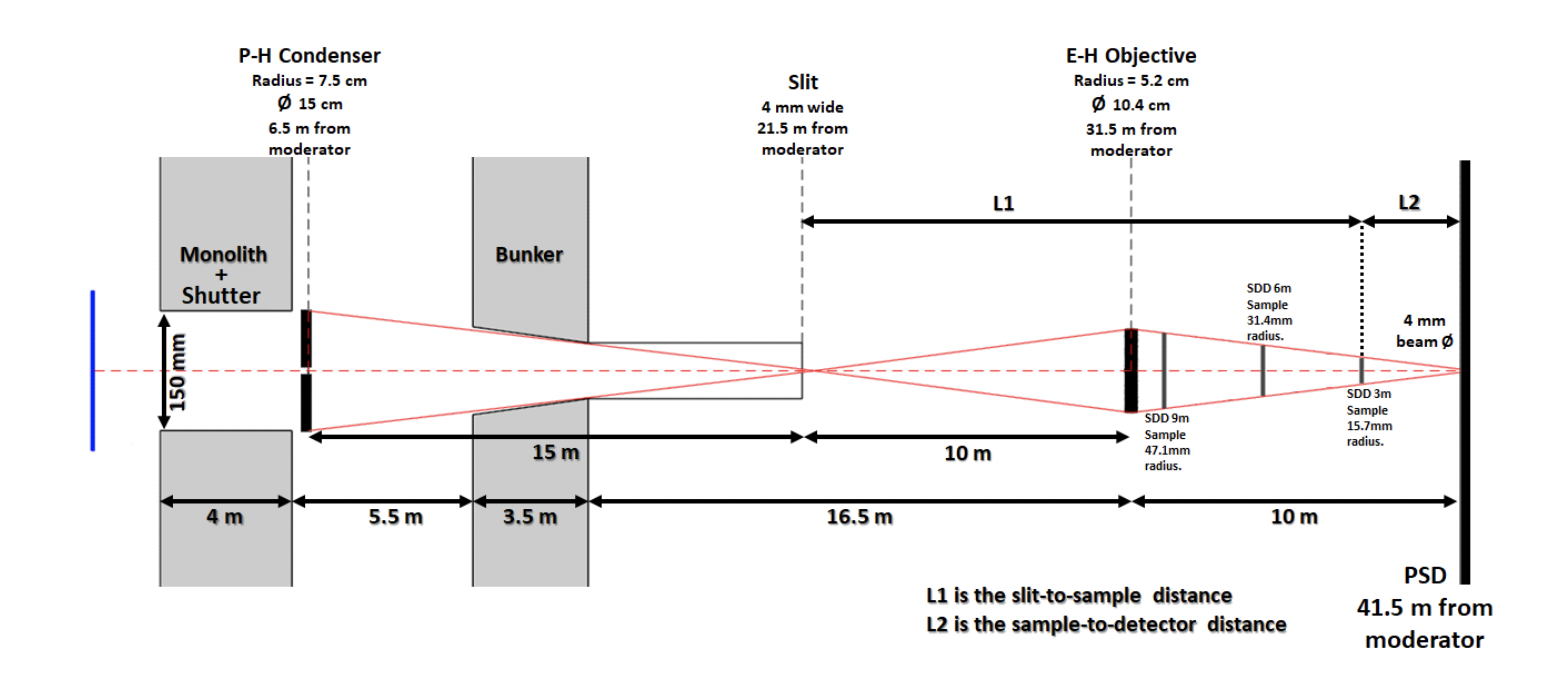 P-H Condenser
Radius = 7.5 cm
Ø 15 cm
6.5 m from
moderator
Slit
4 mm wide
21.5 m from
moderator
E-H Objective
Radius = 5.2 cm
Ø 10.4 cm
31.5 m from
moderator
L1
L2
Monolith
+
Shutter
Bunker
150 mm
SDD 6m
Sample
31.4mm
radius.
4 mm
beam Ø
SDD 9m
Sample
47.1mm
radius.
SDD 3m
Sample
15.7mm
radius.
15 m
10 m
4 m
5.5 m
3.5 m
16.5 m
10 m
L1 is the slit-to-sample distance
L2 is the sample-to-detector distance
PSD
41.5 m from
moderator